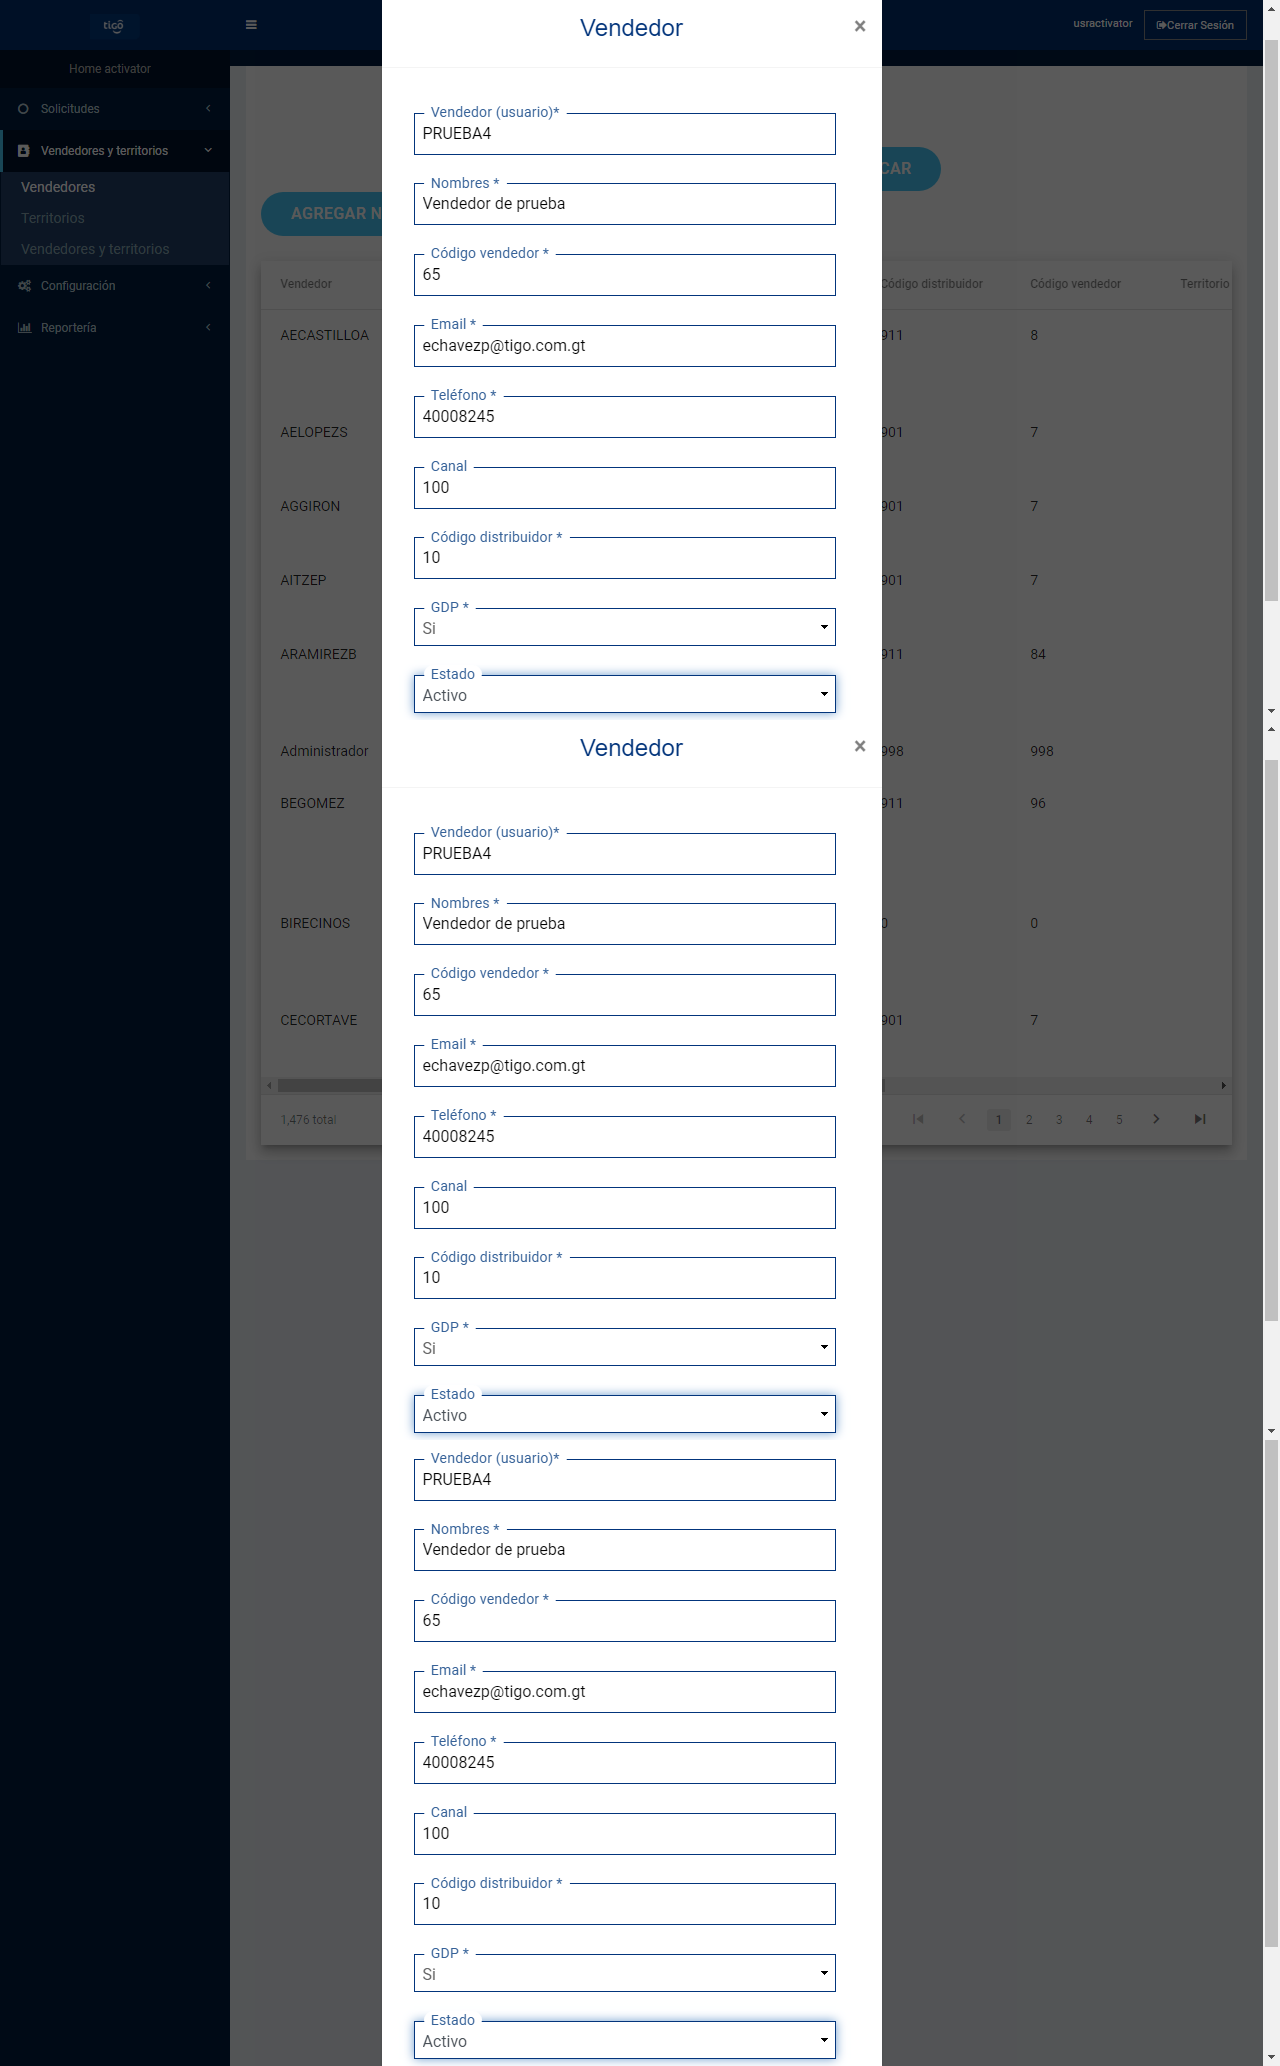 tigo
usractivator
Cerrar Sesión
Home activator
Solicitudes
Vendedores y territorios
Vendedores
Territorios
Vendedores y territorios
Configuración
Reportería
Vendedor
×
Vendedor (usuario)*
PRUEBA4
Nombres *
Vendedor de prueba
Código vendedor *
65
Email *
echavezp@tigo.com.gt
Teléfono *
40008245
Canal
100
Código distribuidor *
10
GDP *
Si
Estado
Activo
Vendedor
×
Vendedor (usuario)*
PRUEBA4
Nombres *
Vendedor de prueba
Código vendedor *
65
Email *
echavezp@tigo.com.gt
Teléfono *
40008245
Canal
100
Código distribuidor *
10
GDP *
Si
Estado
Activo
Vendedor (usuario)*
PRUEBA4
Nombres *
Vendedor de prueba
Código vendedor *
65
Email *
echavezp@tigo.com.gt
Teléfono *
40008245
Canal
100
Código distribuidor *
10
GDP *
Si
Estado
Activo
CAR
AGREGAR N
Vendedor Código distribuidor Código vendedor Territorio
AECASTILLOA 911 8
AELOPEZS 901 7
AGGIRON 901 7
AITZEP 901 7
ARAMIREZB 911 84
Administrador 998 998
BEGOMEZ 911 96
BIRECINOS 0 0
CECORTAVE 901 7
1,476 total 1 2 3 4 5